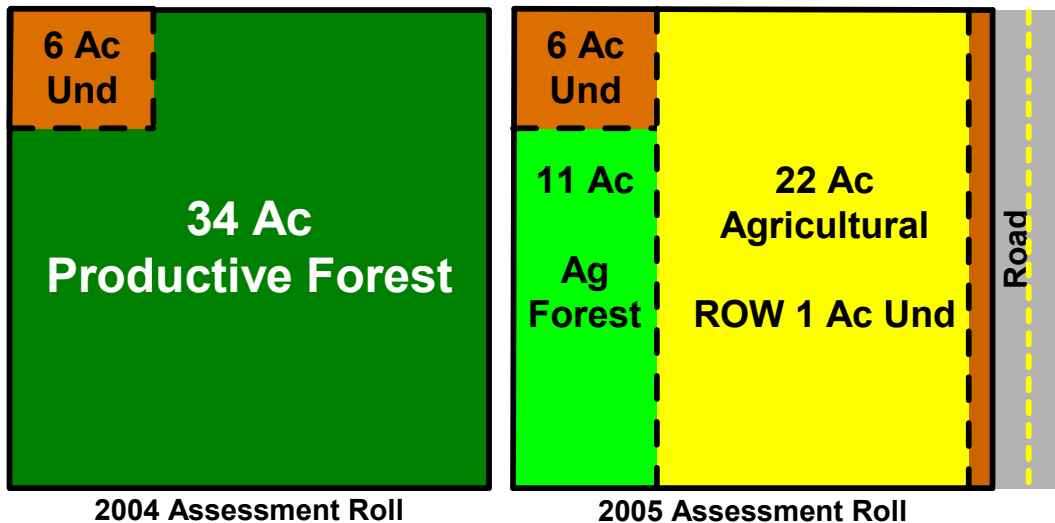 6 Ac
Und
34 Ac
Productive Forest
2004 Assessment Roll
6 Ac
Und
11 Ac
Ag
Forest
22 Ac
Agricultural
ROW 1 Ac Und
Road
2005 Assessment Roll